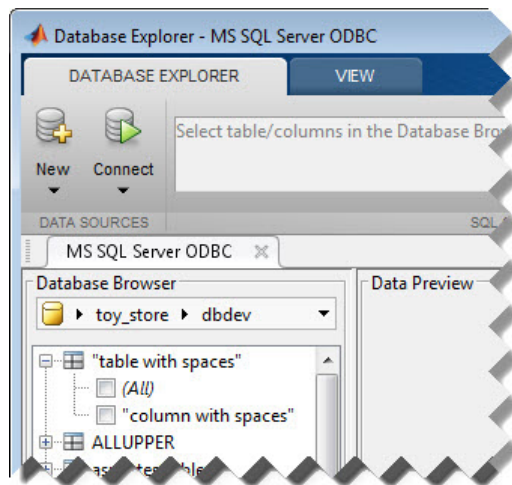 Database Explorer - MS SQL Server ODBC
DATABASE EXPLORER VIEW
Select table/columns in the Database
New Connect
DATA SOURCES SQL
MS SQL Server ODBC
Database Browser Data Preview
toy_store dbdev
"table with spaces"
(All)
"column with spaces"
ALLUPPER